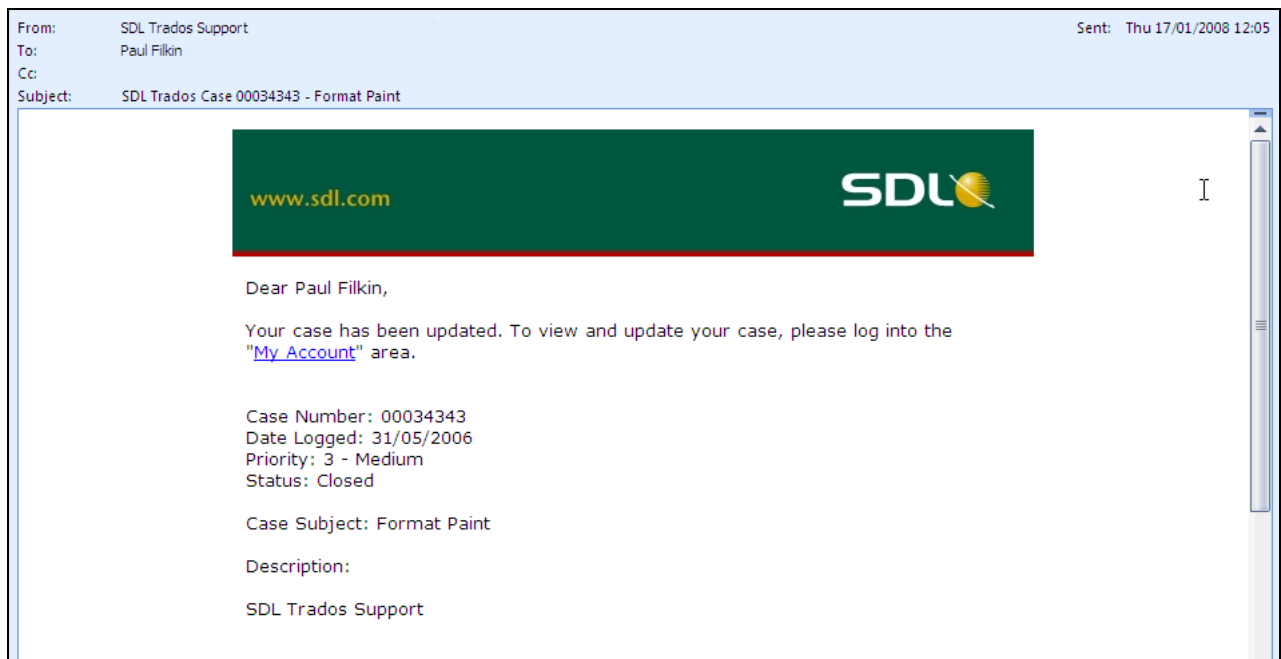 From: SDL Trados Support Sent: Thu 17/01/2008 12:05
To: Paul Filkin
Cc:
Subject: SDL Trados Case 00034343 - Format Paint
www.sdl.com SDL
Dear Paul Filkin,
Your case has been updated. To view and update your case, please log into the
"My Account" area.
Case Number: 00034343
Date Logged: 31/05/2006
Priority: 3 - Medium
Status: Closed
Case Subject: Format Paint
Description:
SDL Trados Support